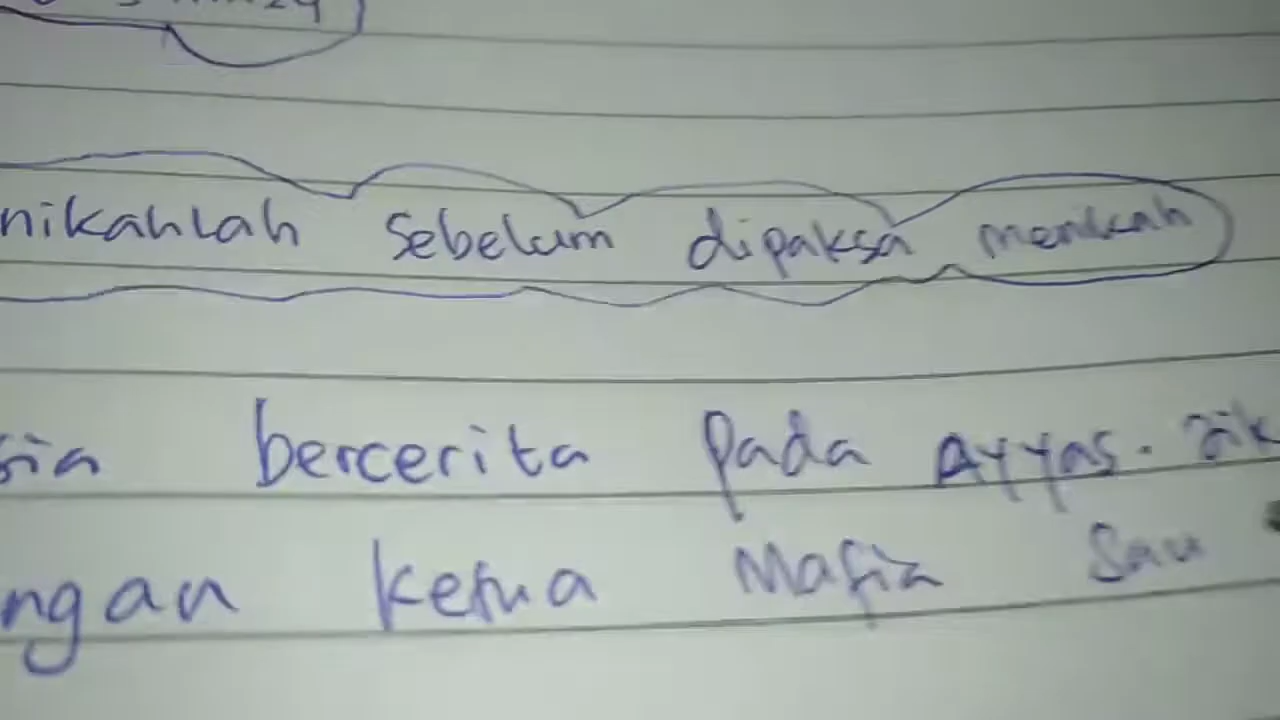 nikahlah sebelum dipaksa menikah
bercerita pada Ayyas.
ngan ketua Mafia